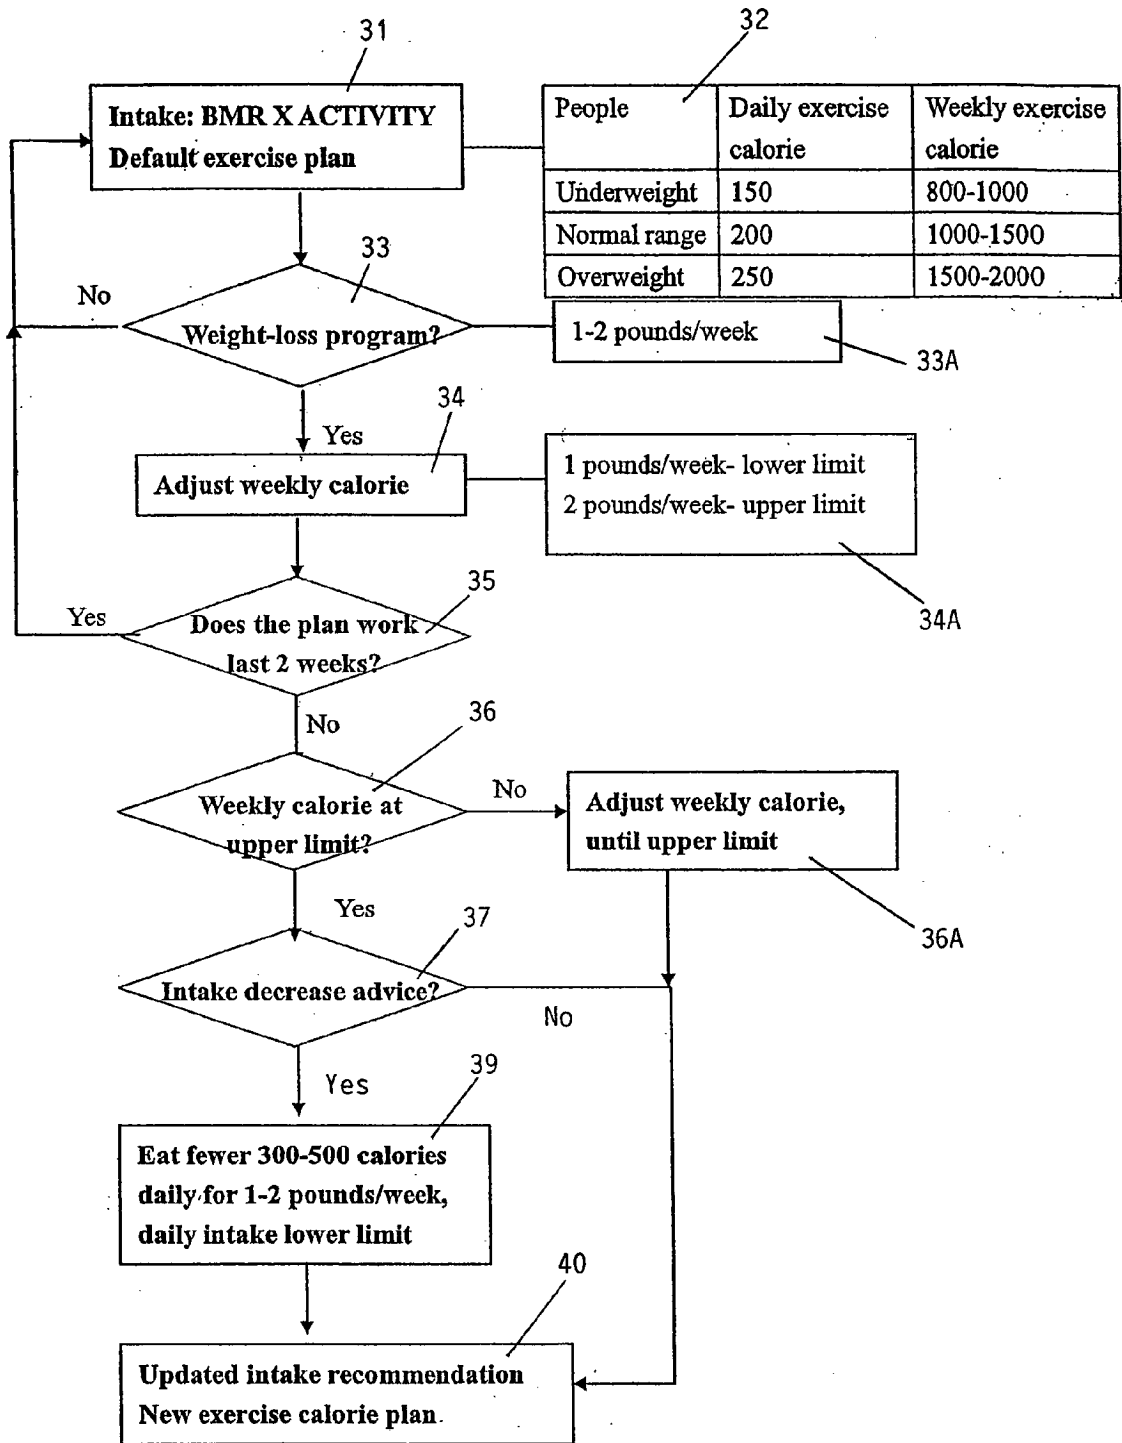 31
32
Intake: BMR X ACTIVITY
Default exercise plan
People
Daily exercise
calorie
Weekly exercise
calorie
Underweight
150
800-1000
Normal range
200
1000-1500
Overweight
250
1500-2000
33
No
Weight-loss program?
1-2 pounds/week
33A
34
Yes
Adjust weekly calorie
1 pounds/week- lower limit
2 pounds/week- upper limit
34A
35
Yes
Does the plan work
last 2 weeks?
No
36
Weekly calorie at
upper limit?
No
Adjust weekly calorie,
until upper limit
36A
Yes
37
Intake decrease advice?
No
Yes
39
Eat fewer 300-500 calories
daily for 1-2 pounds/week,
daily intake lower limit
40
Updated intake recommendation
New exercise calorie plan